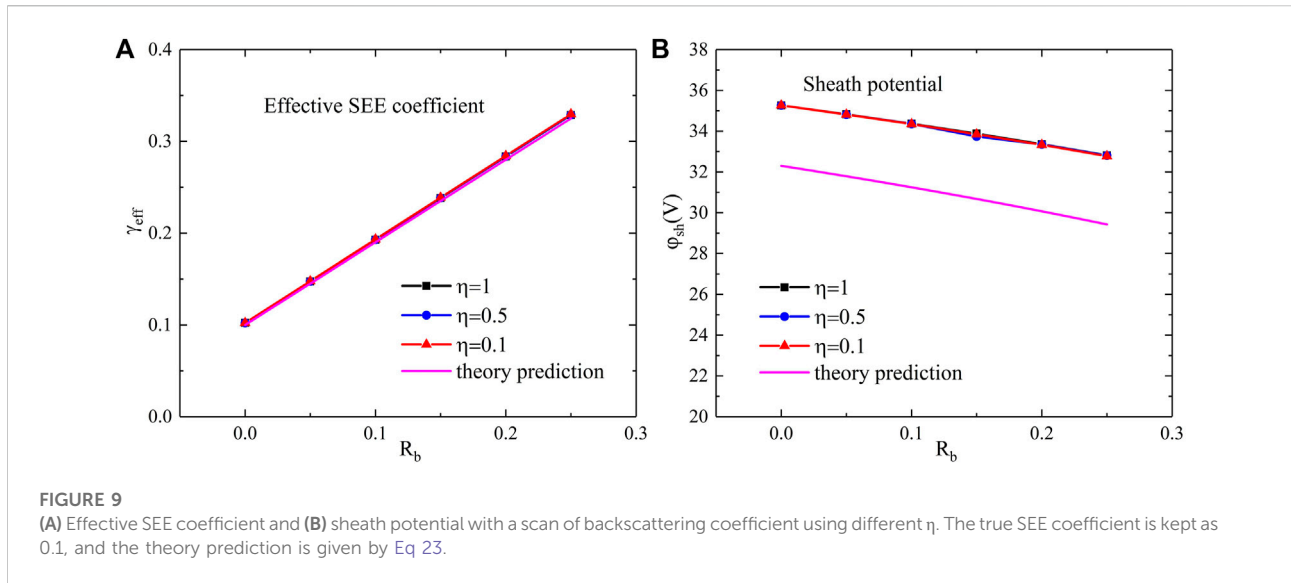 A
0.4
0.3
0.2
0.1
0.0
γeff
Effective SEE coefficient
η=1
η=0.5
η=0.1
theory prediction
0.0 0.1 0.2 0.3
Rb
B
38
36
34
32
30
28
26
24
22
20
φsh(V)
Sheath potential
η=1
η=0.5
η=0.1
theory prediction
0.0 0.1 0.2 0.3
Rb
FIGURE 9
(A) Effective SEE coefficient and (B) sheath potential with a scan of backscattering coefficient using different η. The true SEE coefficient is kept as
0.1, and the theory prediction is given by Eq 23.